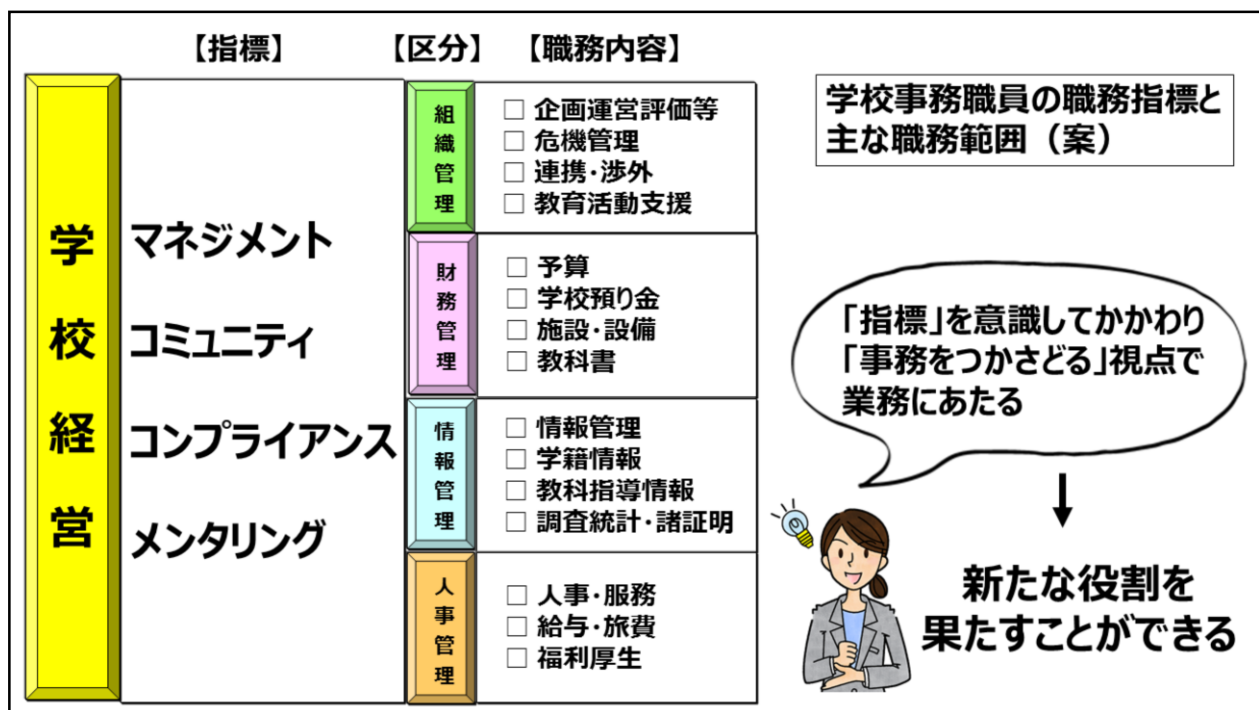 【指標】
【区分】
【職務内容】
学校経営
マネジメント
コミュニティ
コンプライアンス
メンタリング
組織管理
□ 企画運営評価等
□ 危機管理
□ 連携・渉外
□ 教育活動支援
財務管理
□ 予算
□ 学校預り金
□ 施設・設備
□ 教科書
情報管理
□ 情報管理
□ 学籍情報
□ 教科指導情報
□ 調査統計・諸証明
人事管理
□ 人事・服務
□ 給与・旅費
□ 福利厚生
学校事務職員の職務指標と
主な職務範囲（案）
「指標」を意識してかかわり
「事務をつかさどる」視点で
業務にあたる
新たな役割を
果たすことができる